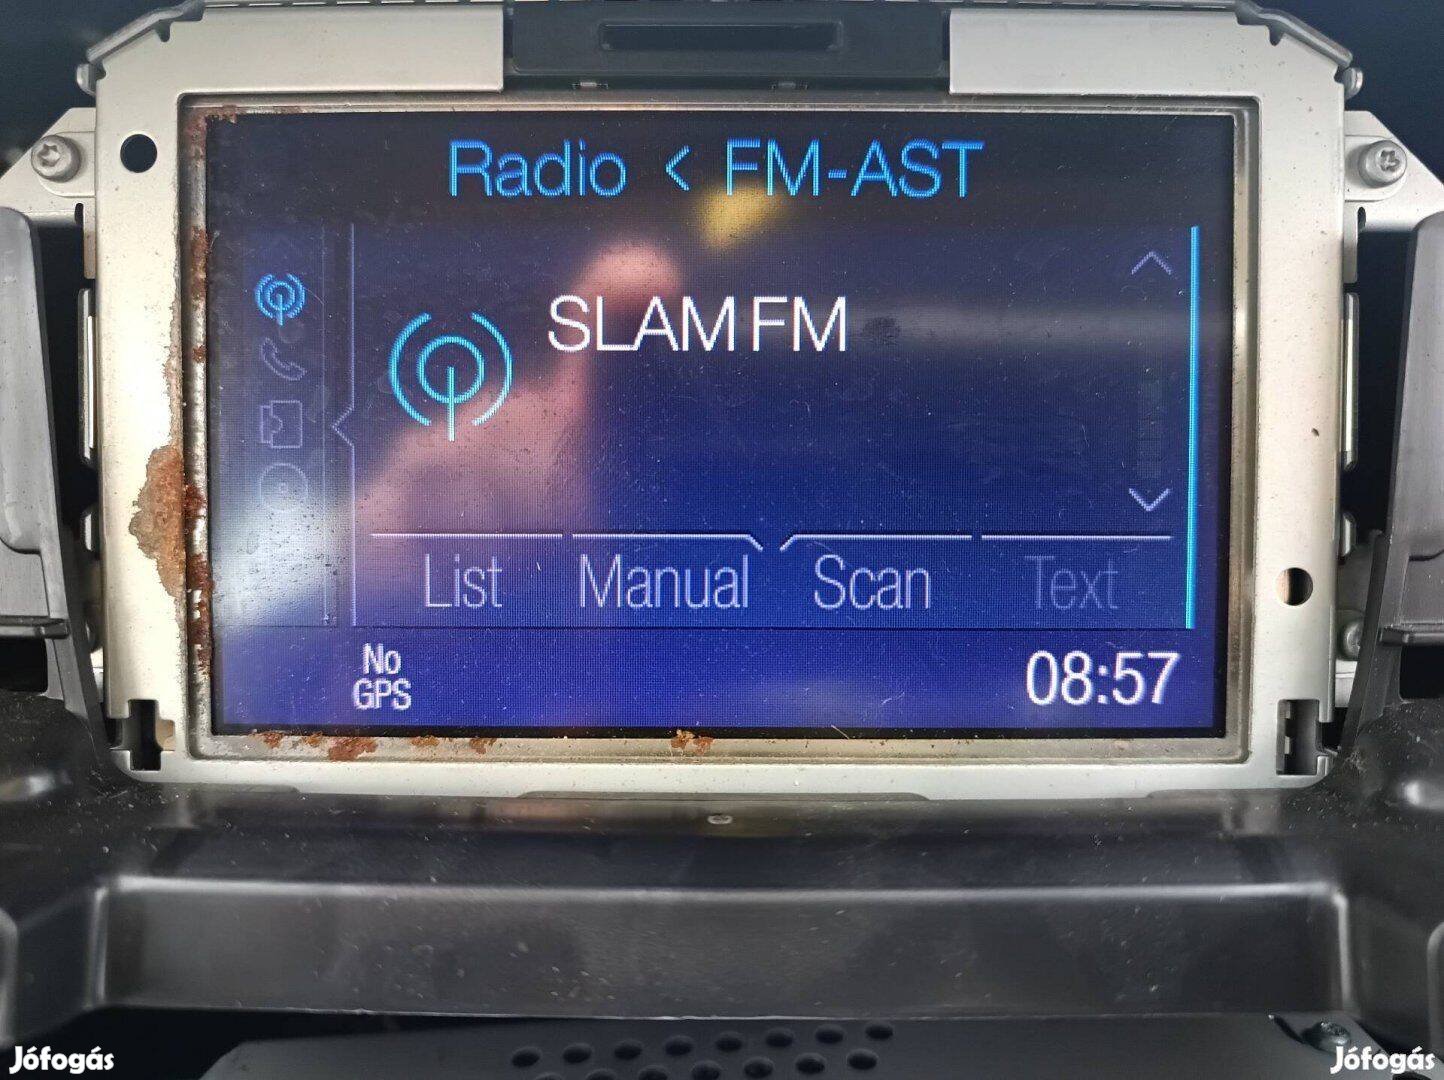 Radio < FM-AST
SLAM FM
List Manual Scan Text
No
GPS
08:57
Jófogás
Jófogás